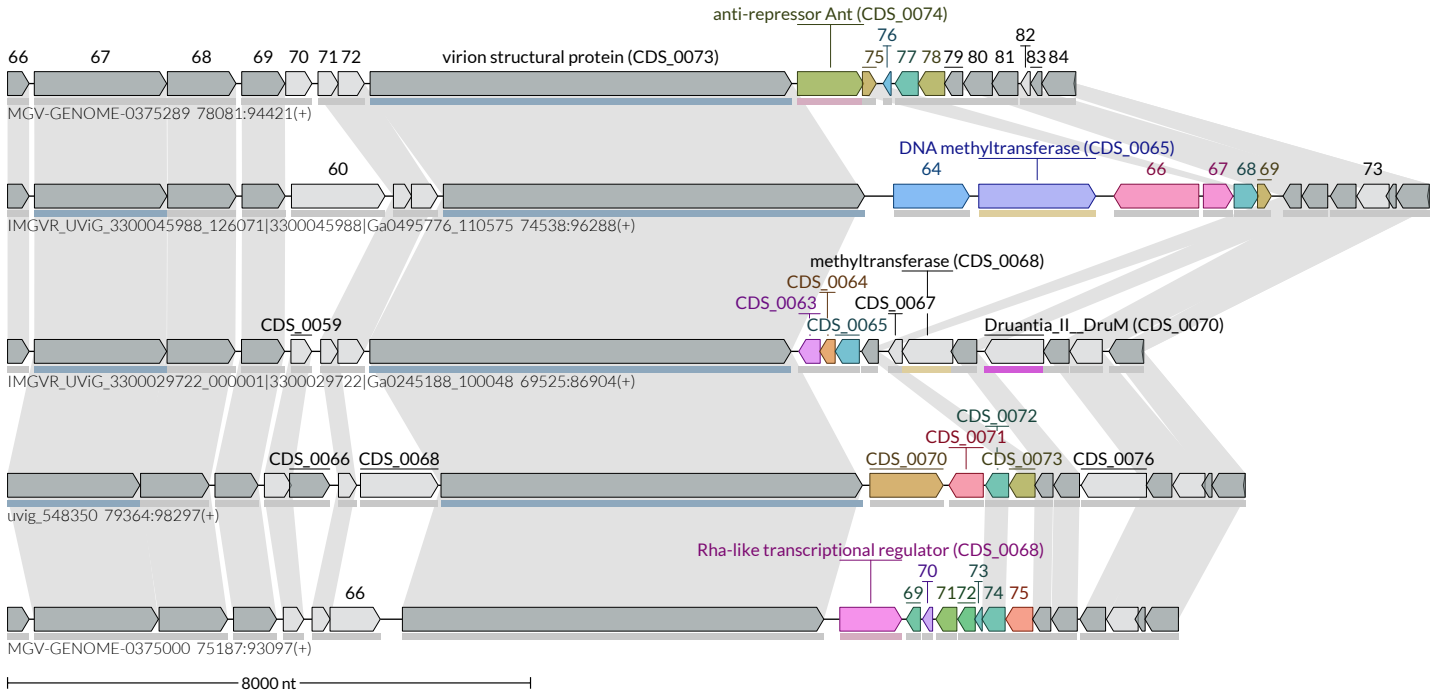 anti-repressor Ant (CDS_0074)
82
76
66 67 68 69 70 71 72 virion structural protein (CDS_0073) 75 77 78 79 80 81 83 84
MGV-GENOME-0375289 78081:94421(+)
DNA methyltransferase (CDS_0065)
60 64 66 67 68 69 73
IMGVR_UViG_3300045988_126071|3300045988|Ga0495776_110575 74538:96288(+)
methyltransferase (CDS_0068)
CDS_0064
CDS_0063 CDS_0067
CDS_0059 CDS_0065 Druantia_II__DruM (CDS_0070)
IMGVR_UViG_3300029722_000001|3300029722|Ga0245188_100048 69525:86904(+)
CDS_0072
CDS_0071
CDS_0066 CDS_0068 CDS_0070 CDS_0073 CDS_0076
uvig_548350 79364:98297(+)
Rha-like transcriptional regulator (CDS_0068)
70 73
66 69 71 72 74 75
MGV-GENOME-0375000 75187:93097(+)
8000 nt